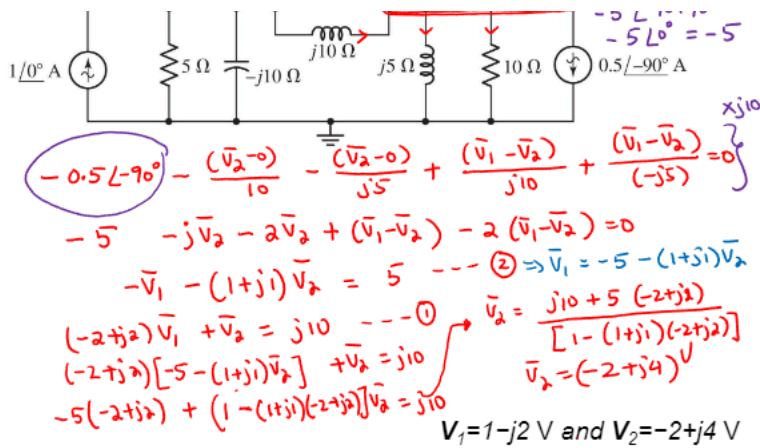 -5∠0° = -5
1/0° A
5 Ω
-j10 Ω
j10 Ω
j5 Ω
10 Ω
0.5/-90° A
xj10
-0.5∠-90° - (V̄₂-0)/10 - (V̄₂-0)/j5 + (V̄₁-V̄₂)/j10 + (V̄₁-V̄₂)/(-j5) = 0
-5 -jV̄₂ - 2V̄₂ + (V̄₁-V̄₂) - 2(V̄₁-V̄₂) = 0
-V̄₁ - (1+j1)V̄₂ = 5 ---- ② ⇒ V̄₁ = -5 - (1+j1)V̄₂
(-2+j2)V̄₁ + V̄₂ = j10 ---- ①
(-2+j2)[-5-(1+j1)V̄₂] + V̄₂ = j10
-5(-2+j2) + (1-(1+j1)(-2+j2)]V̄₂ = j10
V̄₂ = j10+5(-2+j2)/[1-(1+j1)(-2+j2)]
V̄₂ = (-2+j4) V
V₁=1-j2 V and V₂=-2+j4 V